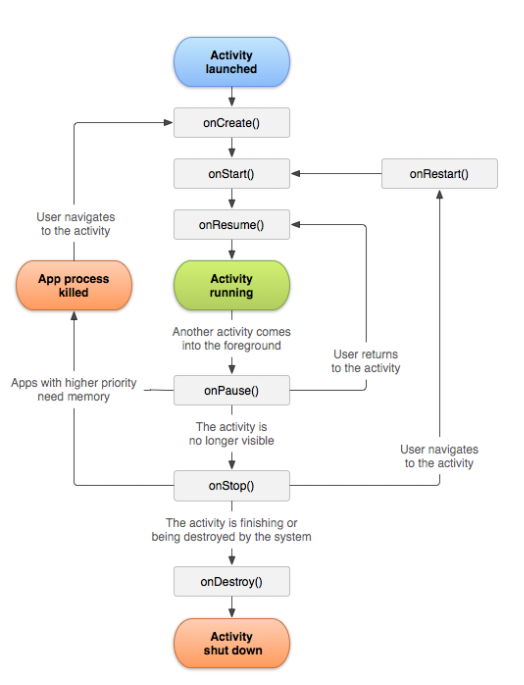 Activity
launched
onCreate()
onStart()
onRestart()
User navigates
to the activity
onResume()
App process
killed
Activity
running
Another activity comes
into the foreground
User returns
to the activity
Apps with higher priority
need memory
onPause()
The activity is
no longer visible
User navigates
to the activity
onStop()
The activity is finishing or
being destroyed by the system
onDestroy()
Activity
shut down